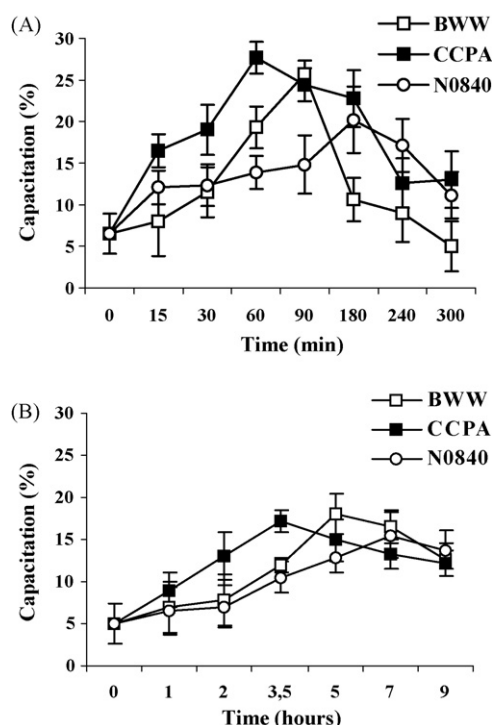 (A)
BWW
CCPA
N0840
Capacitation (%)
30
25
20
15
10
5
0
0 15 30 60 90 180 240 300
Time (min)
(B)
BWW
CCPA
N0840
Capacitation (%)
30
25
20
15
10
5
0
0 1 2 3,5 5 7 9
Time (hours)